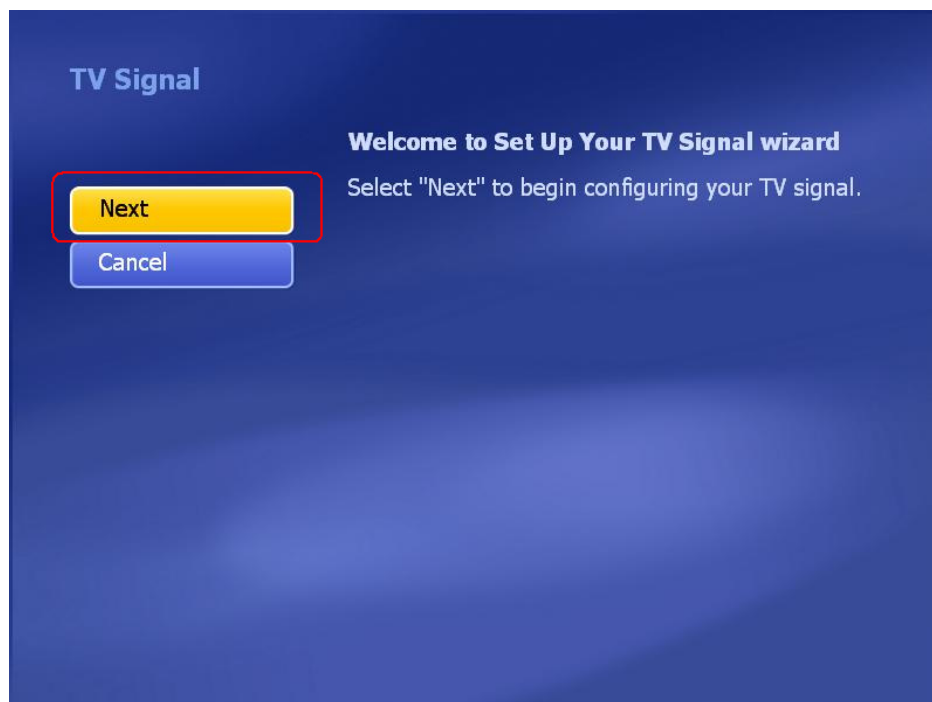 TV Signal
Welcome to Set Up Your TV Signal wizard
Select "Next" to begin configuring your TV signal.
Next
Cancel